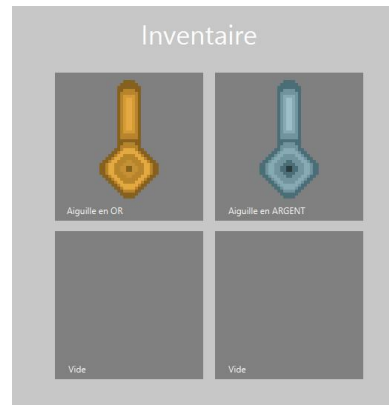 Inventaire
Aiguille en OR
Aiguille en ARGENT
Vide
Vide